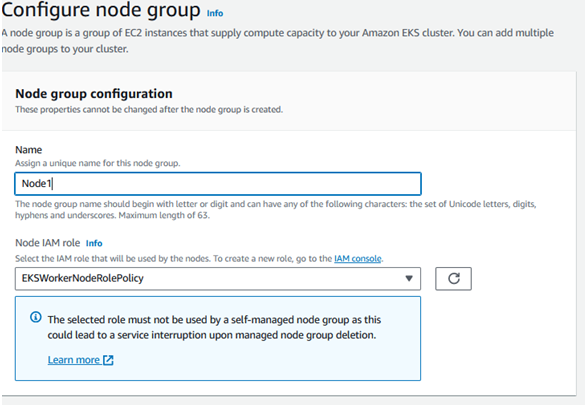 Configure node group Info
A node group is a group of EC2 instances that supply compute capacity to your Amazon EKS cluster. You can add multiple
node groups to your cluster.
Node group configuration
These properties cannot be changed after the node group is created.
Name
Assign a unique name for this node group.
Node1
The node group name should begin with letter or digit and can have any of the following characters: the set of Unicode letters, digits,
hyphens and underscores. Maximum length of 63.
Node IAM role Info
Select the IAM role that will be used by the nodes. To create a new role, go to the IAM console.
EKSWorkerNodeRolePolicy
The selected role must not be used by a self-managed node group as this
could lead to a service interruption upon managed node group deletion.
Learn more